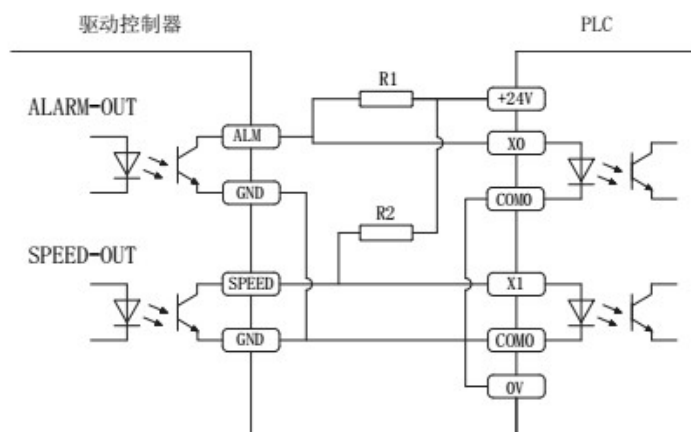 驱动控制器
PLC
R1
+24V
ALARM-OUT
ALM
X0
GND
COM0
R2
SPEED-OUT
SPEED
X1
GND
COM0
0V